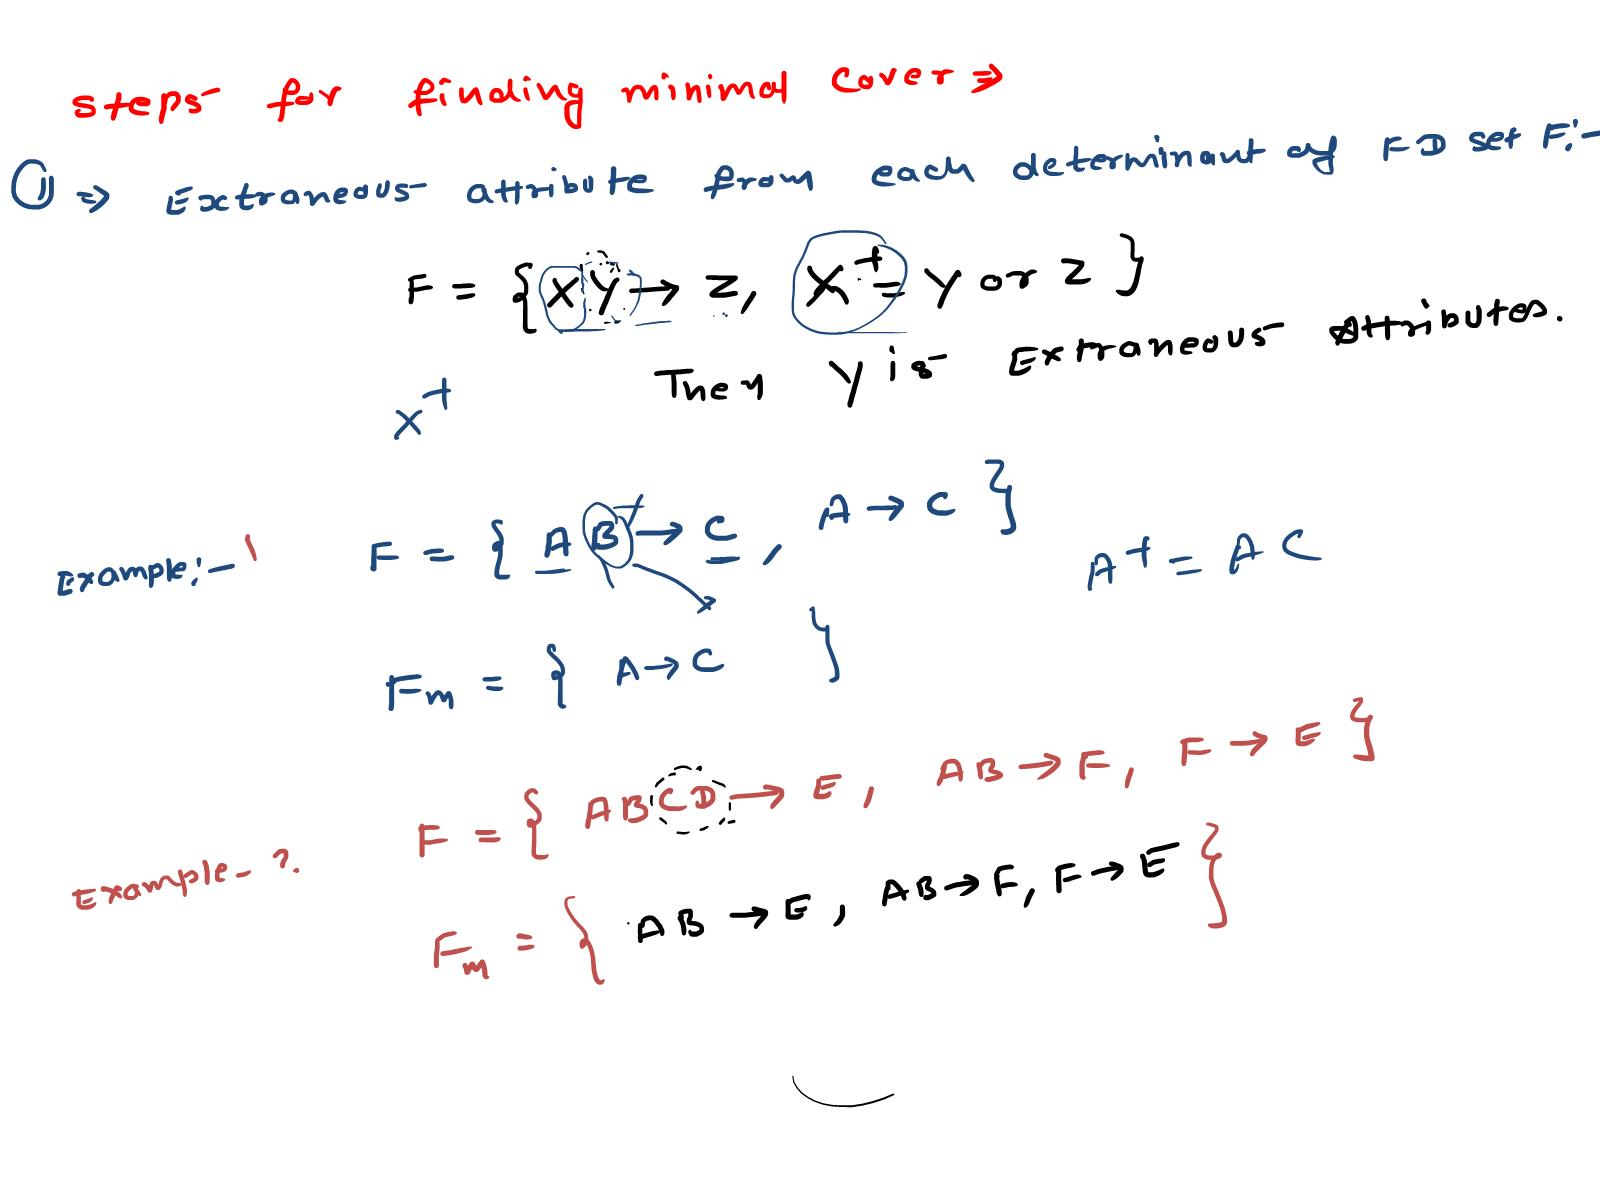 steps for finding minimal cover ⇒
① ⇒ Extraneous attribute from each determinant of FD set F:-
F = { XY → Z, X⁺ = Y or Z }
Then Y is Extraneous Attributes.
X⁺
Example:- 1 F = { AB → C, A → C } A⁺ = AC
Fm = { A → C }
F = { ABCD → E, AB → F, F → E }
Example- 2.
Fm = { AB → E, AB → F, F → E }